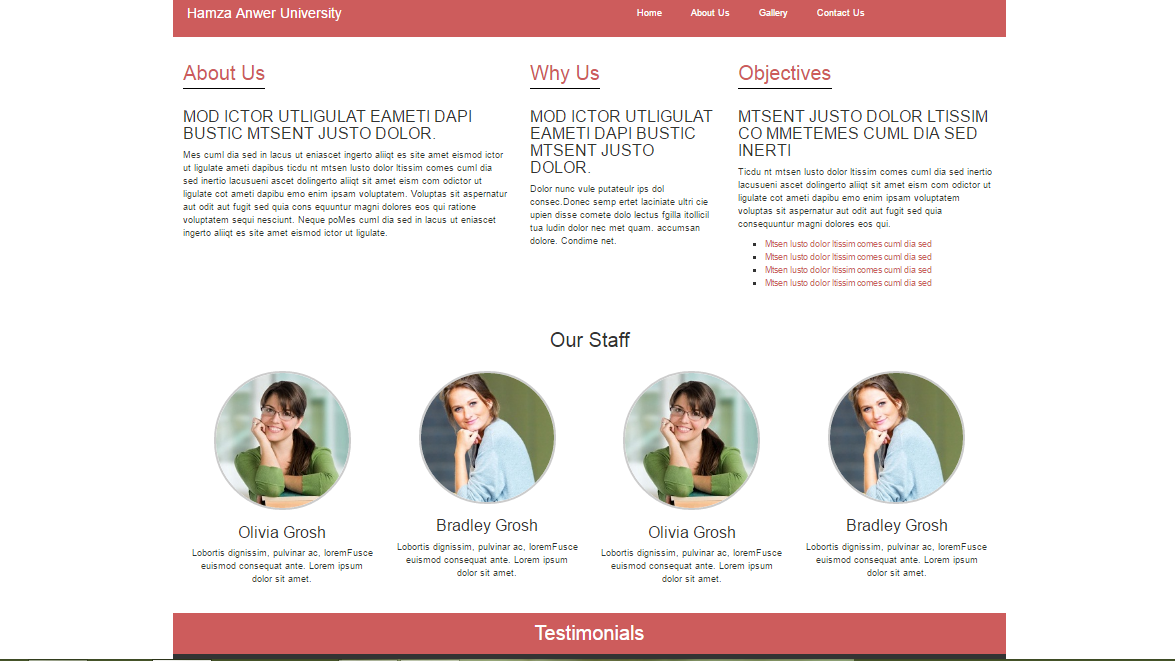 Hamza Anwer University
Home About Us Gallery Contact Us
About Us
MOD ICTOR UTLIGULAT EAMETI DAPI
BUSTIC MTSENT JUSTO DOLOR.
Mes cuml dia sed in lacus ut eniascet ingerto aliiqt es site amet eismod ictor
ut ligulate ameti dapibus ticdu nt mtsen lusto dolor ltissim comes cuml dia
sed inertio lacusueni ascet dolingerto aliiqt sit amet eism com odictor ut
ligulate cot ameti dapibu emo enim ipsam voluptatem. Voluptas sit aspernatur
aut odit aut fugit sed quia cons equuntur magni dolores eos qui ratione
voluptatem sequi nesciunt. Neque poMes cuml dia sed in lacus ut eniascet
ingerto aliiqt es site amet eismod ictor ut ligulate.
Why Us
MOD ICTOR UTLIGULAT
EAMETI DAPI BUSTIC
MTSENT JUSTO
DOLOR.
Dolor nunc vule putateulr ips dol
consec.Donec semp ertet laciniate ultri cie
upien disse comete dolo lectus fgilla itollicil
tua ludin dolor nec met quam. accumsan
dolore. Condime net.
Objectives
MTSENT JUSTO DOLOR LTISSIM
CO MMETEMES CUML DIA SED
INERTI
Ticdu nt mtsen lusto dolor ltissim comes cuml dia sed inertio
lacusueni ascet dolingerto aliiqt sit amet eism com odictor ut
ligulate cot ameti dapibu emo enim ipsam voluptatem
voluptas sit aspernatur aut odit aut fugit sed quia
consequuntur magni dolores eos qui.
Mtsen lusto dolor ltissim comes cuml dia sed
Mtsen lusto dolor ltissim comes cuml dia sed
Mtsen lusto dolor ltissim comes cuml dia sed
Mtsen lusto dolor ltissim comes cuml dia sed
Our Staff
Olivia Grosh
Lobortis dignissim, pulvinar ac, loremFusce
euismod consequat ante. Lorem ipsum
dolor sit amet.
Bradley Grosh
Lobortis dignissim, pulvinar ac, loremFusce
euismod consequat ante. Lorem ipsum
dolor sit amet.
Olivia Grosh
Lobortis dignissim, pulvinar ac, loremFusce
euismod consequat ante. Lorem ipsum
dolor sit amet.
Bradley Grosh
Lobortis dignissim, pulvinar ac, loremFusce
euismod consequat ante. Lorem ipsum
dolor sit amet.
Testimonials